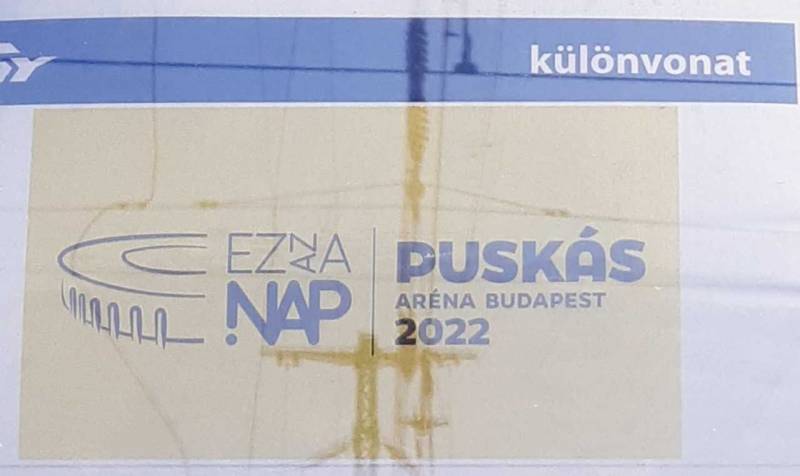 különvonat
EZ AZ A
NAP
PUSKÁS
ARÉNA BUDAPEST
2022